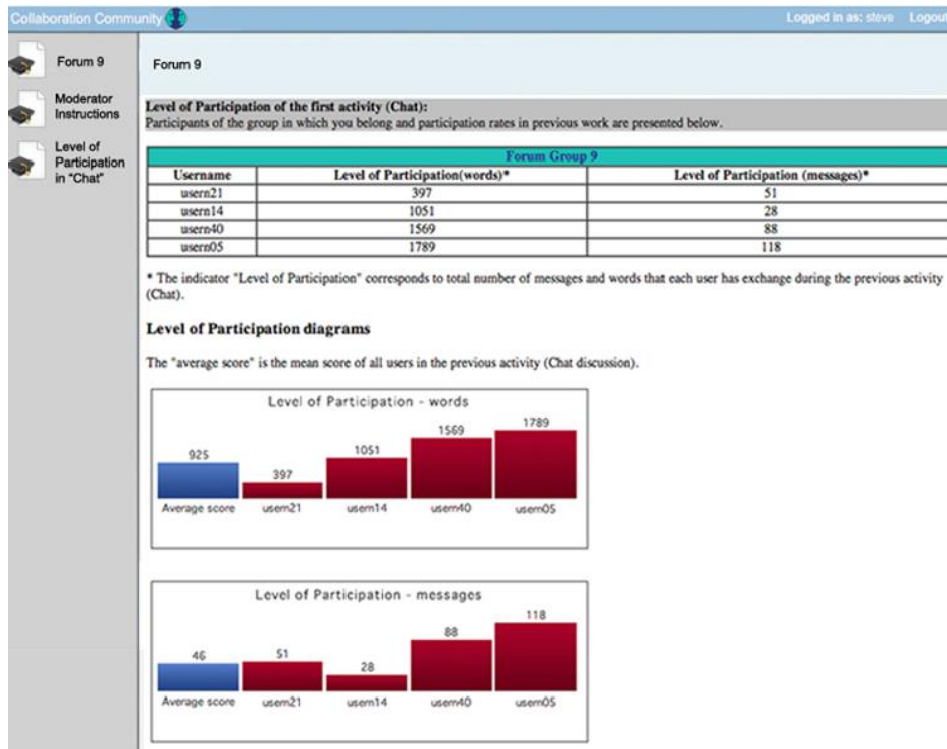 Collaboration Community
Logged in as: steve Logout
Forum 9
Moderator
Instructions
Level of
Participation
in "Chat"
Forum 9
Level of Participation of the first activity (Chat):
Participants of the group in which you belong and participation rates in previous work are presented below.
Forum Group 9
Username Level of Participation(words)* Level of Participation (messages)*
usern21 397 51
usern14 1051 28
usern40 1569 88
usern05 1789 118
* The indicator "Level of Participation" corresponds to total number of messages and words that each user has exchange during the previous activity
(Chat).
Level of Participation diagrams
The "average score" is the mean score of all users in the previous activity (Chat discussion).
Level of Participation - words
925 397 1051 1569 1789
Average score usern21 usern14 usern40 usern05
Level of Participation - messages
46 51 28 88 118
Average score usern21 usern14 usern40 usern05